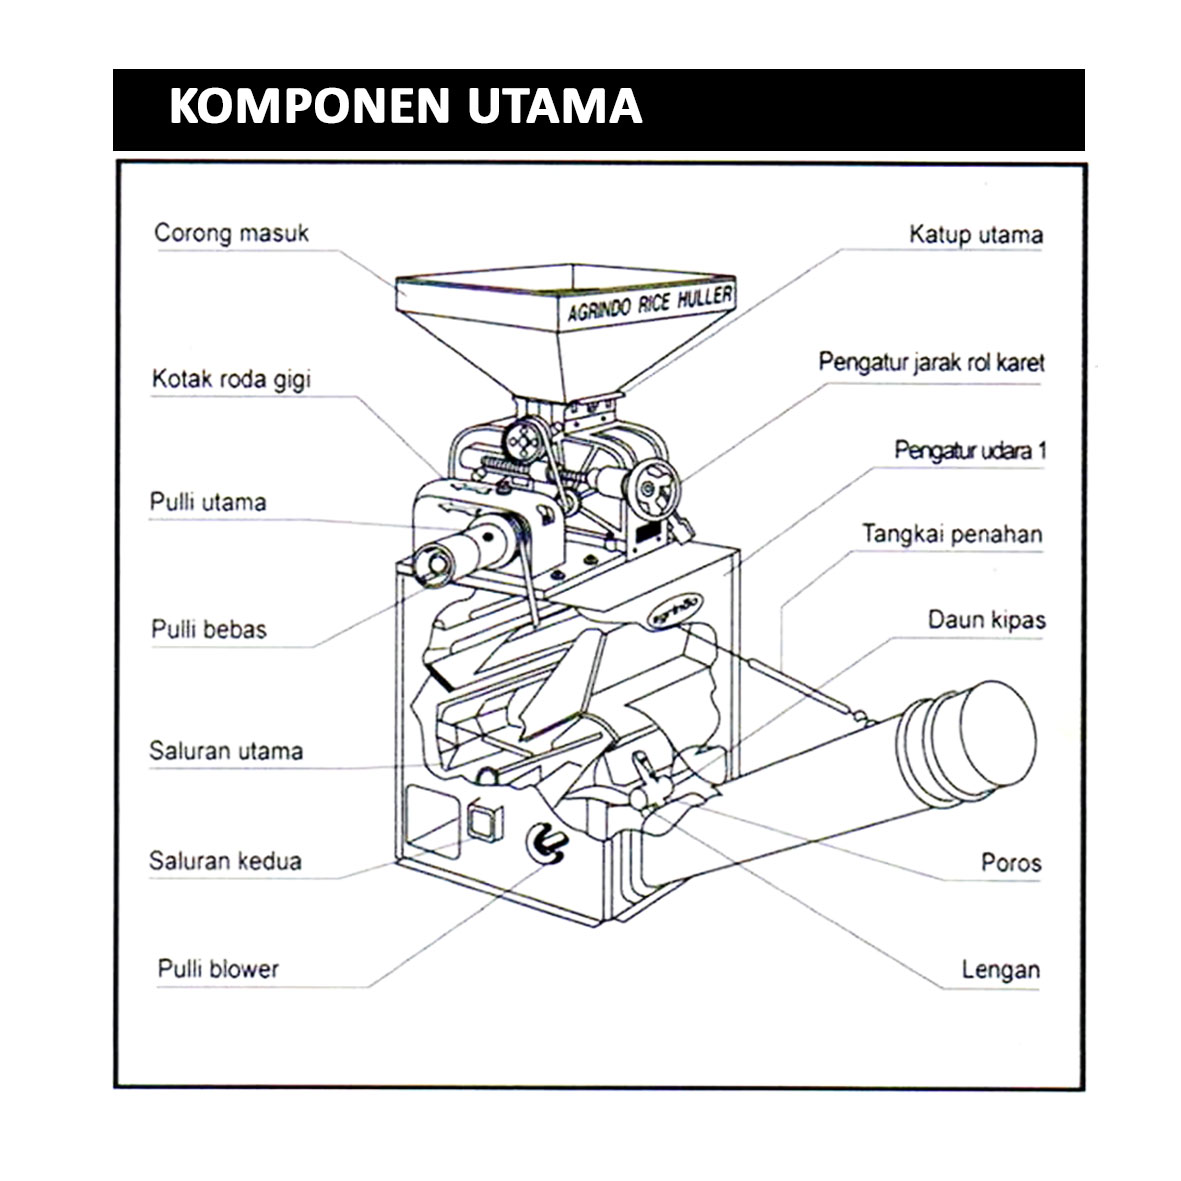 KOMPONEN UTAMA
Corong masuk
Katup utama
AGRINDO RICE HULLER
Pengatur jarak rol karet
Kotak roda gigi
Pengatur udara 1
Pulli utama
Tangkai penahan
agrindo
Daun kipas
Pulli bebas
Saluran utama
Saluran kedua
Poros
Pulli blower
Lengan